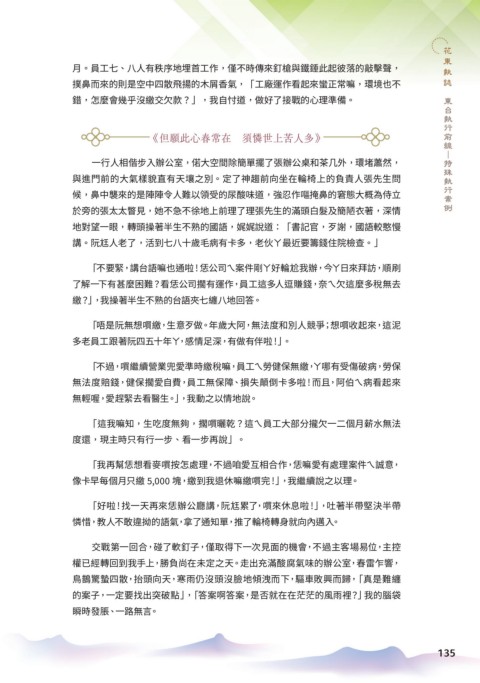 花東執誌　東台執行寫鏡｜特殊執行案例
月。員工七、八人有秩序地埋首工作，僅不時傳來釘槍與鐵錘此起彼落的敲擊聲，
撲鼻而來的則是空中四散飛揚的木屑香氣，「工廠運作看起來蠻正常嘛，環境也不
錯，怎麼會幾乎沒繳交欠款？」，我自忖道，做好了接戰的心理準備。
《但願此心春常在　須憐世上苦人多》
一行人相偕步入辦公室，偌大空間除簡單擺了張辦公桌和茶几外，環堵蕭然，
與進門前的大氣樣貌直有天壤之別。定了神趨前向坐在輪椅上的負責人張先生問
候，鼻中襲來的是陣陣令人難以領受的尿酸味道，強忍作嘔掩鼻的窘態大概為侍立
於旁的張太太瞥見，她不急不徐地上前理了理張先生的滿頭白髮及簡陋衣著，深情
地對望一眼，轉頭操著半生不熟的國語，娓娓說道：「書記官，歹謝，國語較憨慢
講。阮尪人老了，活到七八十歲毛病有卡多，老伙丫最近要籌錢住院檢查。」
「不要緊，講台語嘛也通啦！恁公司ㄟ案件剛丫好輪尬我辦，今丫日來拜訪，順刷
了解一下有甚麼困難？看恁公司攏有運作，員工這多人逗賺錢，奈ㄟ欠這麼多稅無去
繳？」，我操著半生不熟的台語夾七纏八地回答。
「唔是阮無想嘪繳，生意歹做。年歲大阿，無法度和別人競爭；想嘪收起來，這泥
多老員工跟著阮四五十年丫，感情足深，有做有伴啦！」。
「不過，嘪繼續營業兜愛準時繳稅嘛，員工ㄟ勞健保無繳，丫哪有受傷破病，勞保
無法度賠錢，健保攏愛自費，員工無保障、損失顛倒卡多啦！而且，阿伯ㄟ病看起來
無輕喔，愛趕緊去看醫生。」，我動之以情地說。
「這我嘛知，生吃度無夠，擱嘪曬乾？這ㄟ員工大部分攏欠一二個月薪水無法
度還，現主時只有行一步、看一步再說」。
「我再幫恁想看麥嘪按怎處理，不過咱愛互相合作，恁嘛愛有處理案件ㄟ誠意，
像卡早每個月只繳 5,000 塊，繳到我退休嘛繳嘪完！」，我繼續說之以理。
「好啦！找一天再來恁辦公廳講，阮尪累了，嘪來休息啦！」，吐著半帶堅決半帶
憐惜，教人不敢違拗的語氣，拿了通知單，推了輪椅轉身就向內邁入。
交戰第一回合，碰了軟釘子，僅取得下一次見面的機會，不過主客場易位，主控
權已經轉回到我手上，勝負尚在未定之天。走出充滿酸腐氣味的辦公室，春雷乍響，
鳥鵲驚蟄四散，抬頭向天，寒雨仍沒頭沒臉地傾洩而下，驅車敗興而歸，「真是難纏
的案子，一定要找出突破點」，「答案啊答案，是否就在在茫茫的風雨裡？」我的腦袋
瞬時發脹、一路無言。
135